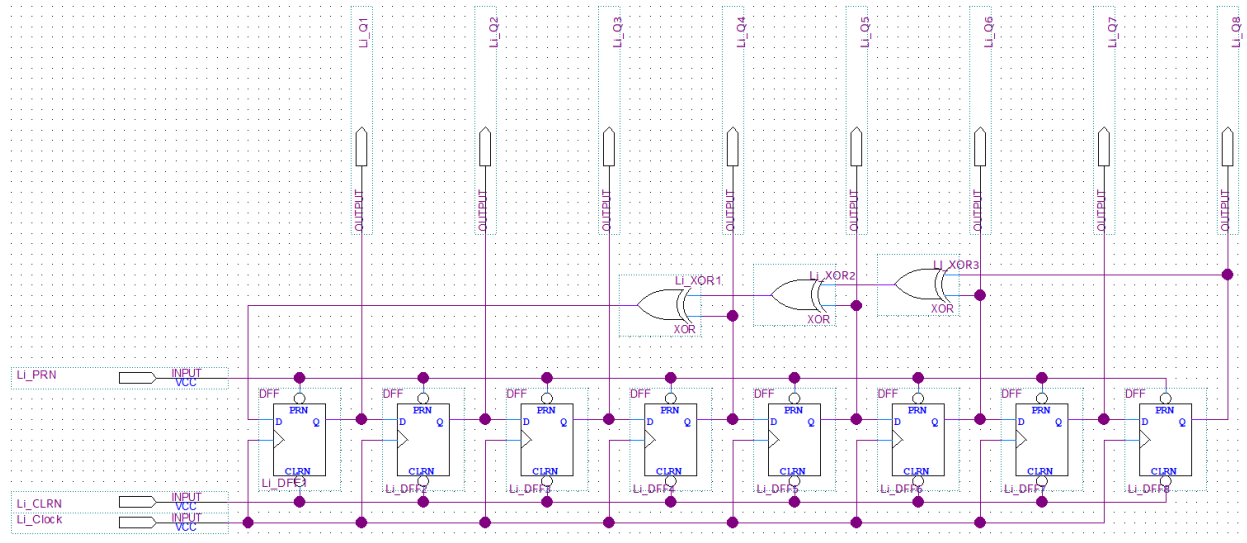 Li_Q1
Li_Q2
Li_Q3
Li_Q4
Li_Q5
Li_Q6
Li_Q7
Li_Q8
OUTPUT
OUTPUT
OUTPUT
OUTPUT
OUTPUT
OUTPUT
OUTPUT
OUTPUT
Li_XOR1
Li_XOR2
LI_XOR3
XOR
XOR
XOR
Li_PRN INPUT
VCC
DFF DFF DFF DFF DFF DFF DFF DFF
PRN PRN PRN PRN PRN PRN PRN PRN
D Q D Q D Q D Q D Q D Q D Q D Q
CLRN CLRN CLRN CLRN CLRN CLRN CLRN CLRN
Li_DFF1 Li_DFF2 Li_DFF3 Li_DFF4 Li_DFF5 Li_DFF6 Li_DFF7 Li_DFF8
Li_CLRN INPUT
VCC
Li_Clock INPUT
VCC